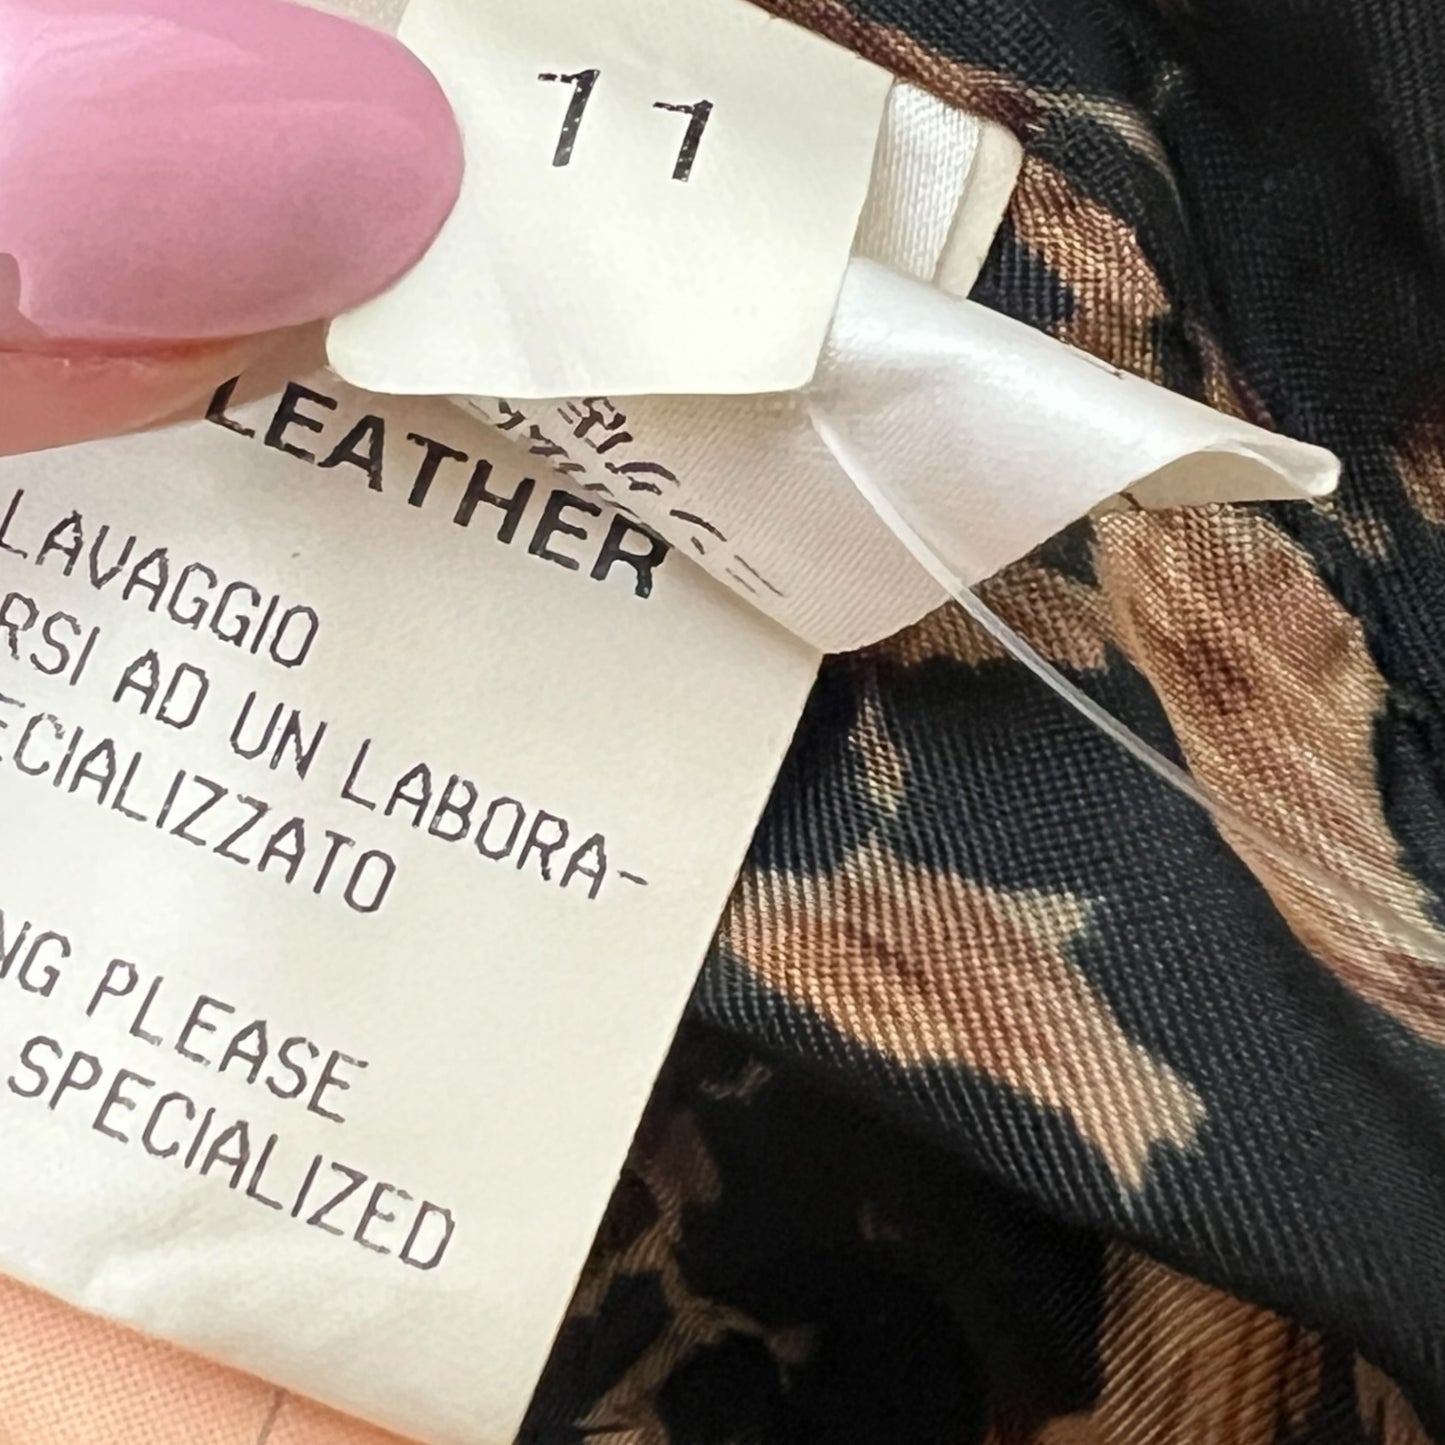 11
LEATHER
LAVAGGIO
RSI AD UN LABORA-
ECIALIZZATO
NG PLEASE
SPECIALIZED